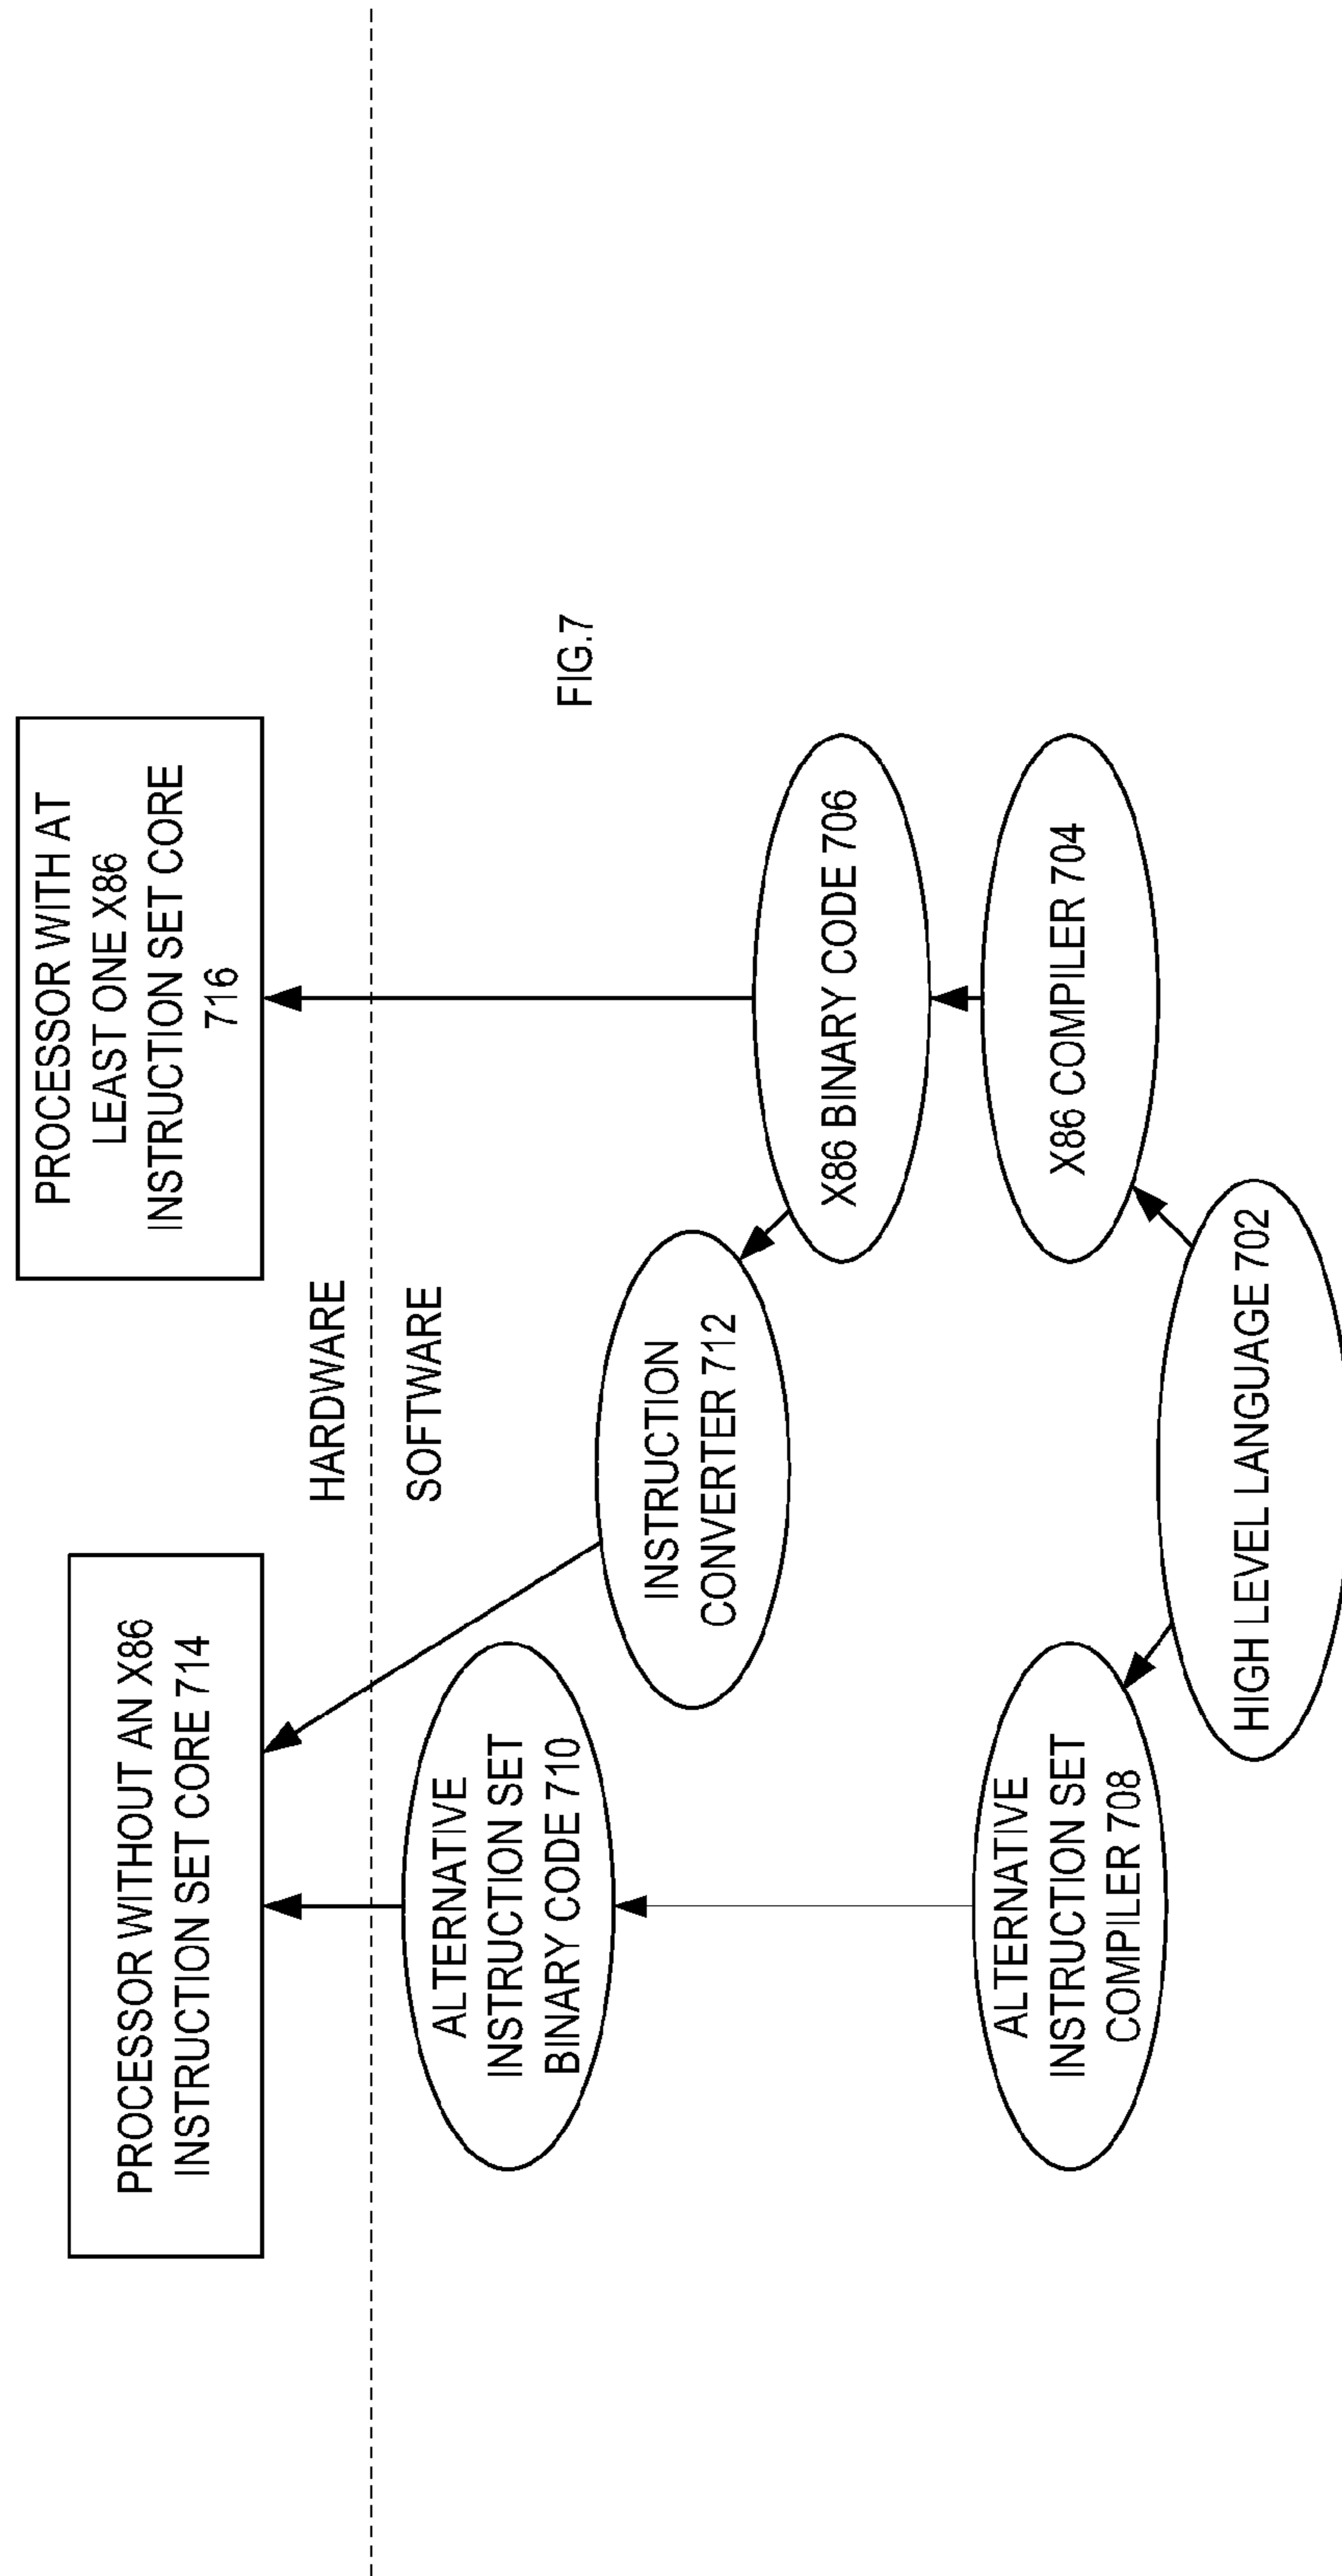 PROCESSOR WITHOUT AN X86
INSTRUCTION SET CORE 714
PROCESSOR WITH AT
LEAST ONE X86
INSTRUCTION SET CORE
716
HARDWARE
SOFTWARE
ALTERNATIVE
INSTRUCTION SET
BINARY CODE 710
INSTRUCTION
CONVERTER 712
FIG.7
X86 BINARY CODE 706
ALTERNATIVE
INSTRUCTION SET
COMPILER 708
X86 COMPILER 704
HIGH LEVEL LANGUAGE 702